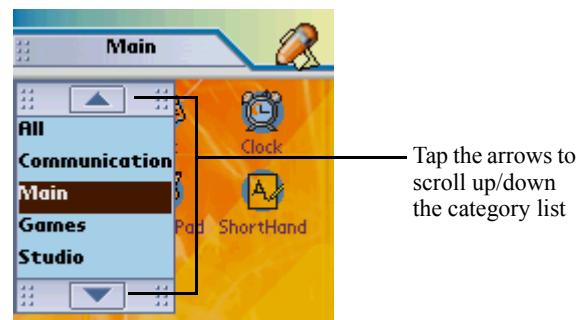 Main
All
Communication
Clock
Main
Games
Pad ShortHand
Studio
Tap the arrows to
scroll up/down
the category list